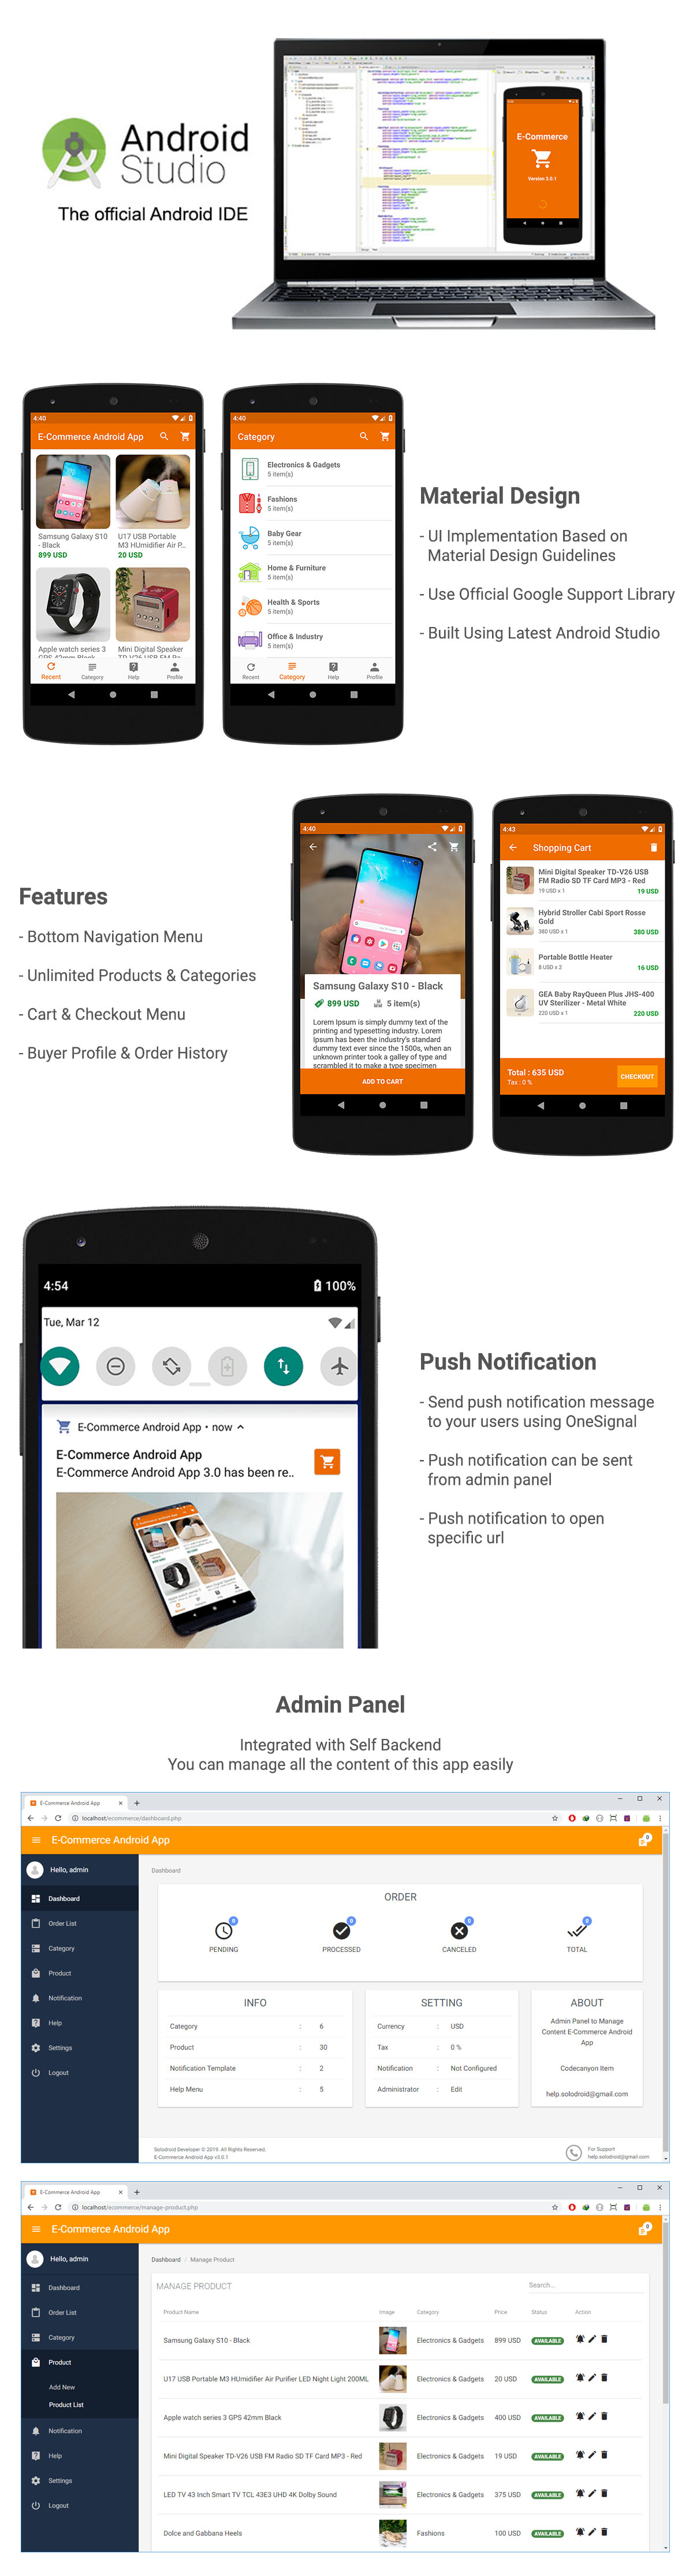 Android
Studio
The official Android IDE
E-Commerce
Version 3.0.1
4:40
E-Commerce Android App
Samsung Galaxy S10
- Black
899 USD
U17 USB Portable
M3 HUmidifier Air P...
20 USD
Apple watch series 3
GPS 42mm Black
Mini Digital Speaker
TD-V26 USB FM Ra
Recent
Category
Help
Profile
4:40
Category
Electronics & Gadgets
5 item(s)
Fashions
5 item(s)
Baby Gear
5 item(s)
Home & Furniture
5 item(s)
Health & Sports
5 item(s)
Office & Industry
5 item(s)
Recent
Category
Help
Profile
Material Design
- UI Implementation Based on
Material Design Guidelines
- Use Official Google Support Library
- Built Using Latest Android Studio
Features
- Bottom Navigation Menu
- Unlimited Products & Categories
- Cart & Checkout Menu
- Buyer Profile & Order History
4:40
Samsung Galaxy S10 - Black
899 USD
5 item(s)
Lorem Ipsum is simply dummy text of the
printing and typesetting industry. Lorem
Ipsum has been the industry's standard
dummy text ever since the 1500s, when an
unknown printer took a galley of type and
scrambled it to make a type specimen
ADD TO CART
4:43
Shopping Cart
Mini Digital Speaker TD-V26 USB
FM Radio SD TF Card MP3 - Red
19 USD x 1
19 USD
Hybrid Stroller Cabi Sport Rosse
Gold
380 USD x 1
380 USD
Portable Bottle Heater
8 USD x 2
16 USD
GEA Baby RayQueen Plus JHS-400
UV Sterilizer - Metal White
220 USD x 1
220 USD
Total : 635 USD
Tax : 0 %
CHECKOUT
4:54
100%
Tue, Mar 12
E-Commerce Android App • now
E-Commerce Android App
E-Commerce Android App 3.0 has been re..
Push Notification
- Send push notification message
to your users using OneSignal
- Push notification can be sent
from admin panel
- Push notification to open
specific url
Admin Panel
Integrated with Self Backend
You can manage all the content of this app easily
E-Commerce Android App
localhost/ecommerce/dashboard.php
E-Commerce Android App
0
Hello, admin
Dashboard
Order List
Category
Product
Notification
Help
Settings
Logout
Dashboard
ORDER
0
PENDING
0
PROCESSED
0
CANCELED
0
TOTAL
INFO
Category : 6
Product : 30
Notification Template : 2
Help Menu : 5
SETTING
Currency : USD
Tax : 0 %
Notification : Not Configured
Administrator : Edit
ABOUT
Admin Panel to Manage
Content E-Commerce Android
App
Codecanyon Item
help.solodroid@gmail.com
Solodroid Developer © 2019. All Rights Reserved.
E-Commerce Android App v3.0.1
For Support
help.solodroid@gmail.com
E-Commerce Android App
localhost/ecommerce/manage-product.php
E-Commerce Android App
0
Hello, admin
Dashboard
Order List
Category
Product
Add New
Product List
Notification
Help
Settings
Logout
Dashboard / Manage Product
MANAGE PRODUCT
Search...
Product Name Image Category Price Status Action
Samsung Galaxy S10 - Black Electronics & Gadgets 899 USD AVAILABLE
U17 USB Portable M3 HUmidifier Air Purifier LED Night Light 200ML Electronics & Gadgets 20 USD AVAILABLE
Apple watch series 3 GPS 42mm Black Electronics & Gadgets 400 USD AVAILABLE
Mini Digital Speaker TD-V26 USB FM Radio SD TF Card MP3 - Red Electronics & Gadgets 19 USD AVAILABLE
LED TV 43 Inch Smart TV TCL 43E3 UHD 4K Dolby Sound Electronics & Gadgets 375 USD AVAILABLE
Dolce and Gabbana Heels Fashions 100 USD AVAILABLE